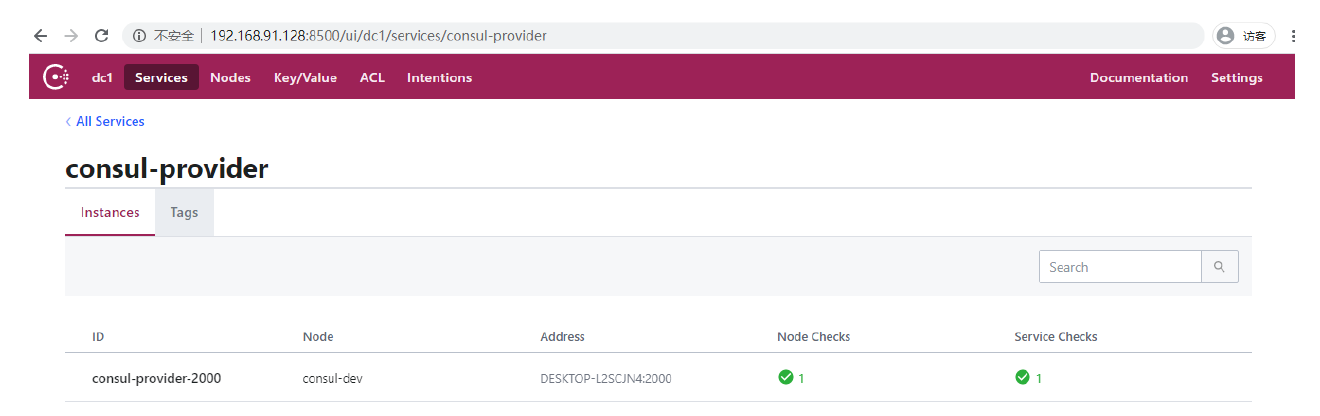 不安全 192.168.91.128:8500/ui/dc1/services/consul-provider 访客
dc1 Services Nodes Key/Value ACL Intentions Documentation Settings
All Services
consul-provider
Instances Tags
Search
ID Node Address Node Checks Service Checks
consul-provider-2000 consul-dev DESKTOP-L2SCJN4:2000 1 1